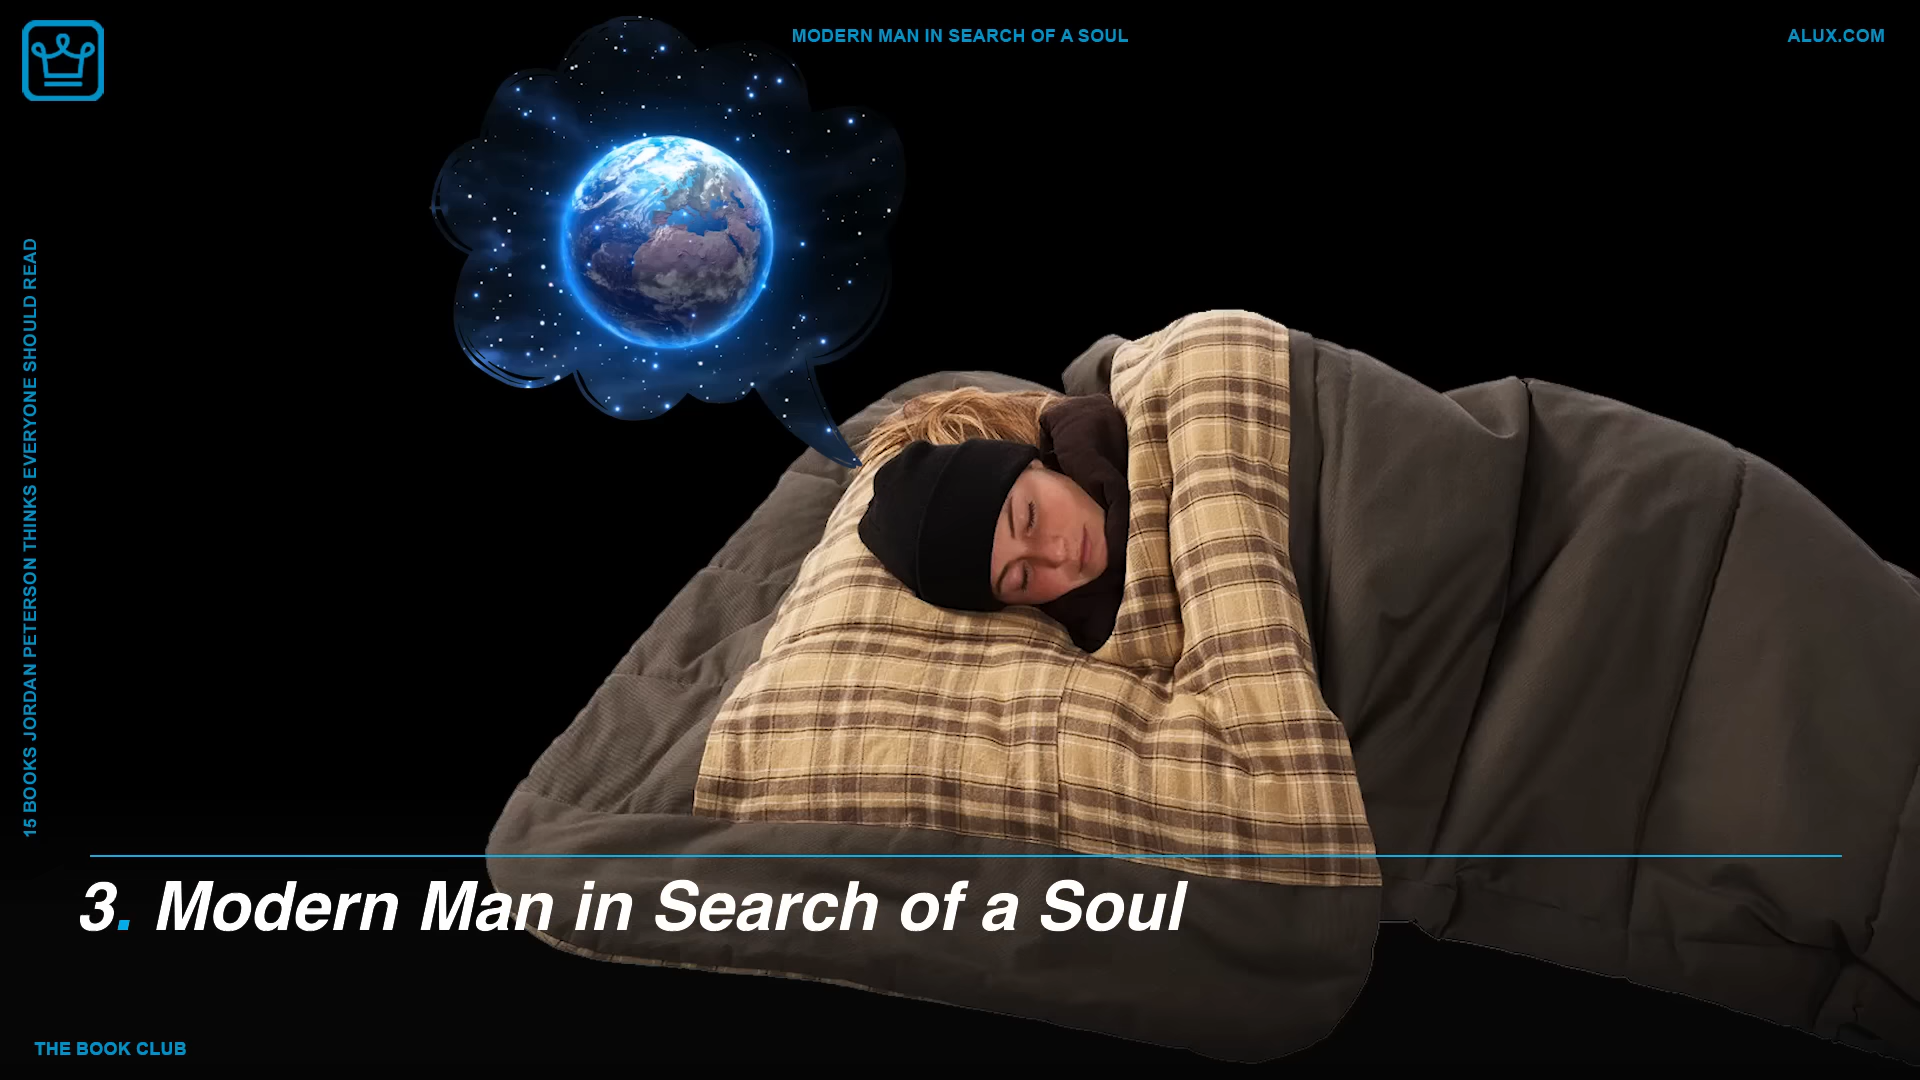 MODERN MAN IN SEARCH OF A SOUL
ALUX.COM
15 BOOKS JORDAN PETERSON THINKS EVERYONE SHOULD READ
3. Modern Man in Search of a Soul
THE BOOK CLUB